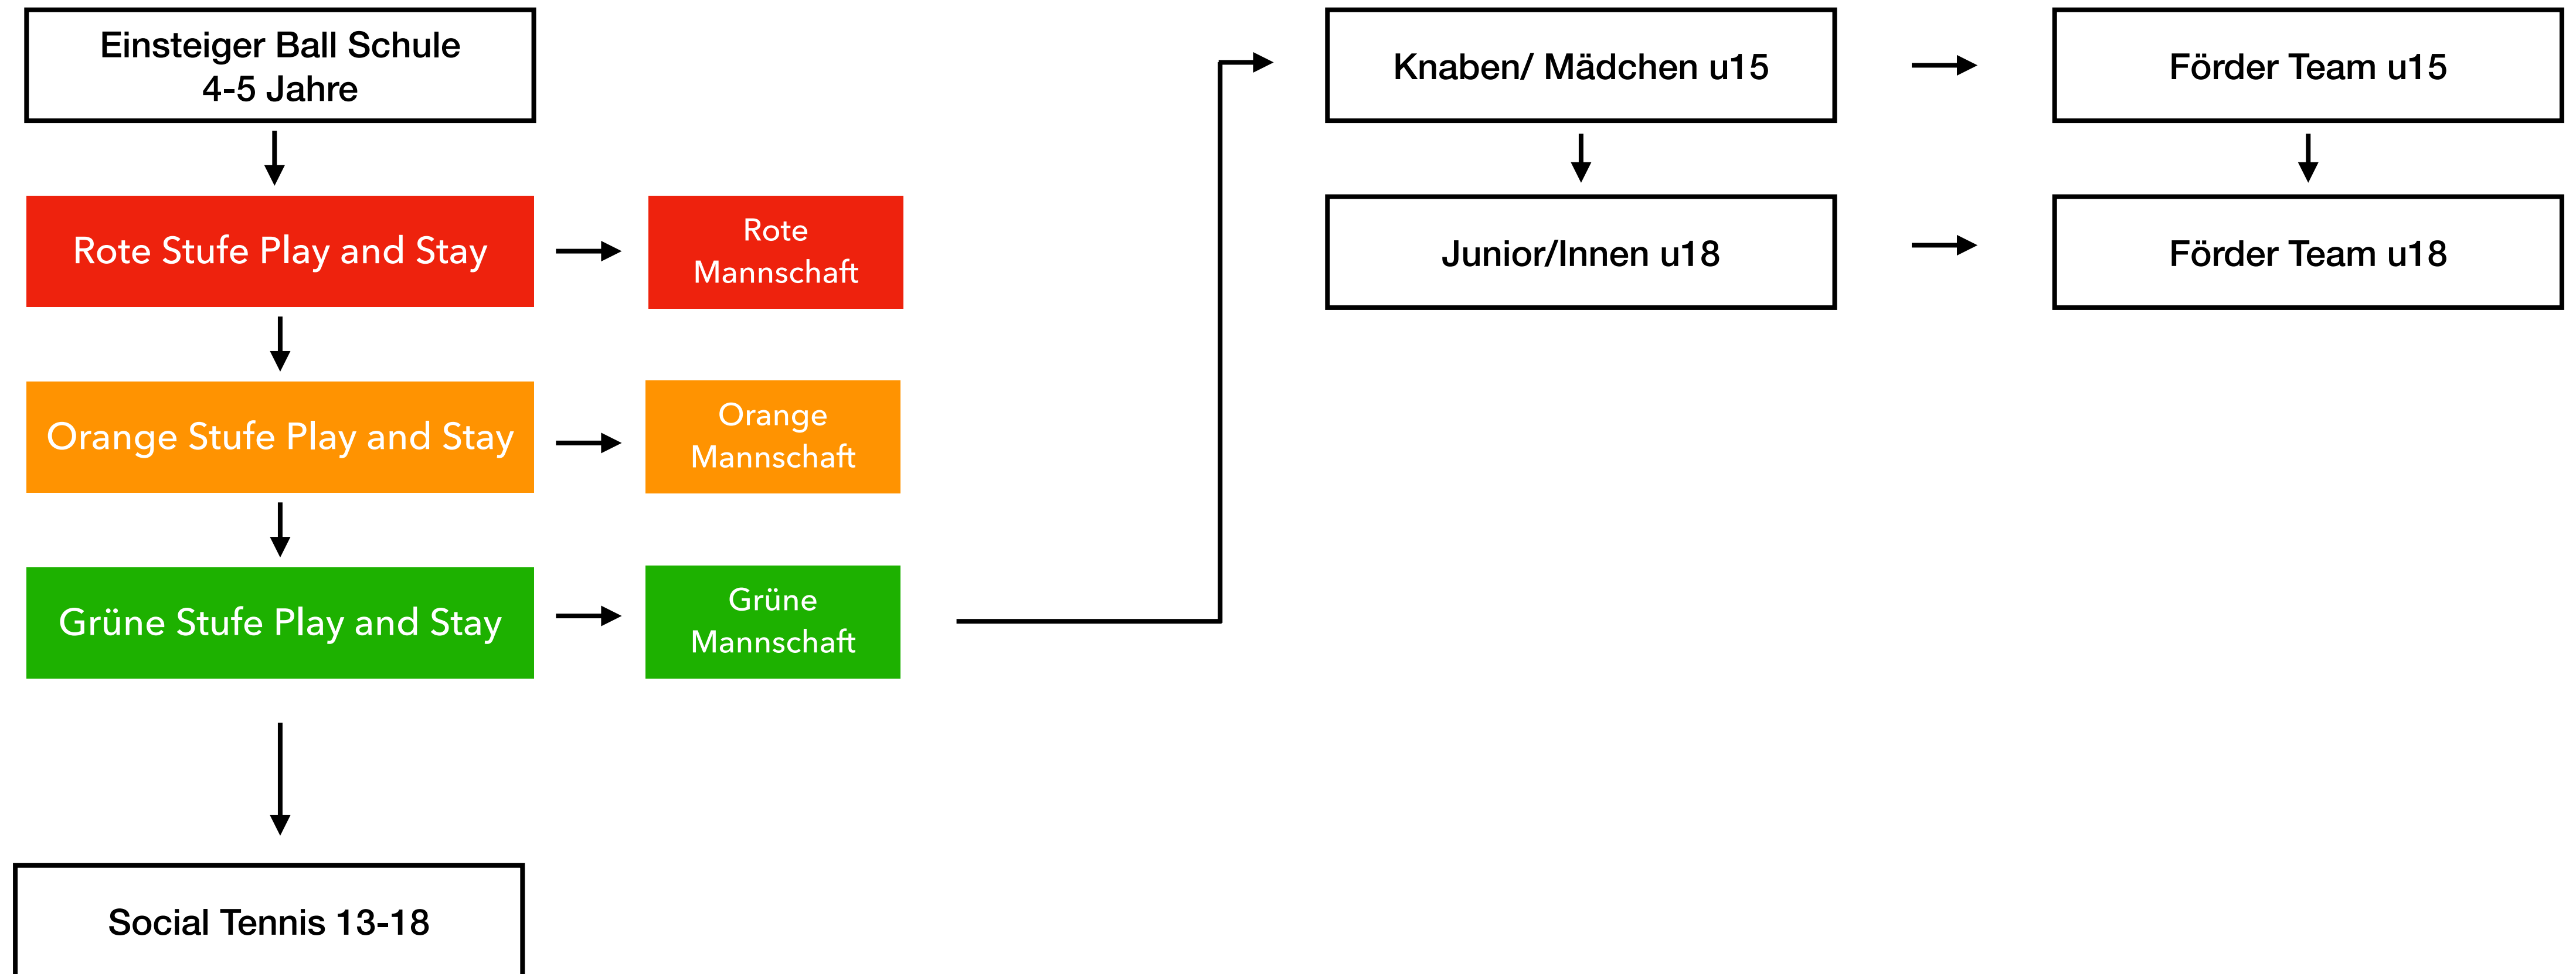 Einsteiger Ball Schule
4-5 Jahre
Rote Stufe Play and Stay
Rote
Mannschaft
Orange Stufe Play and Stay
Orange
Mannschaft
Grüne Stufe Play and Stay
Grüne
Mannschaft
Social Tennis 13-18
Knaben/ Mädchen u15
Förder Team u15
Junior/Innen u18
Förder Team u18